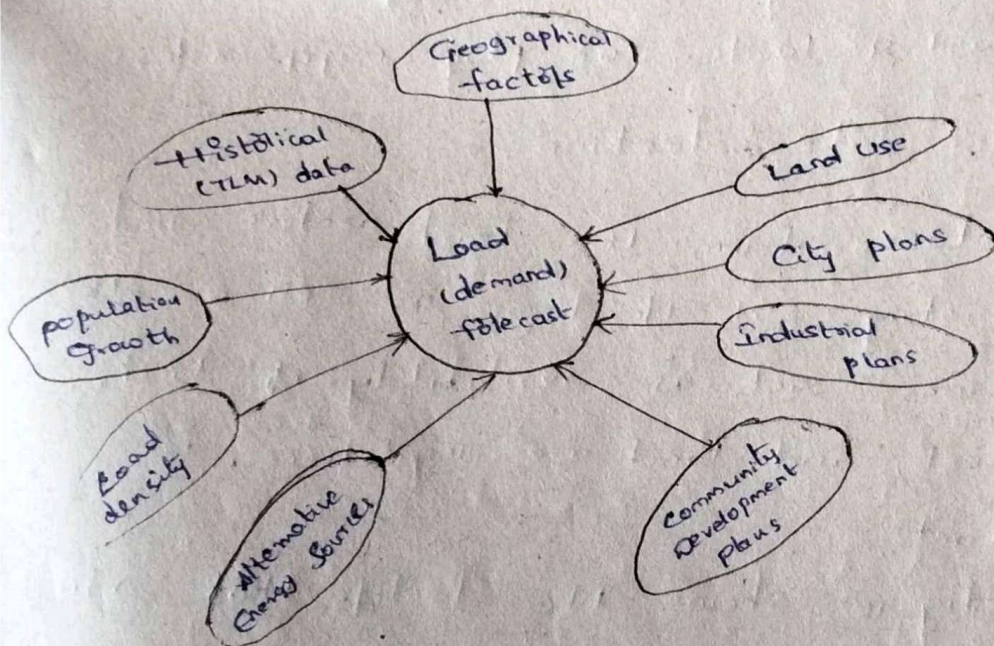 Geographical
factors
Historical
(TLM) data
Land use
Load
(demand)
forecast
City plans
population
growth
Industrial
plans
Load
density
Alternative
Energy Sources
Community
Development
plans